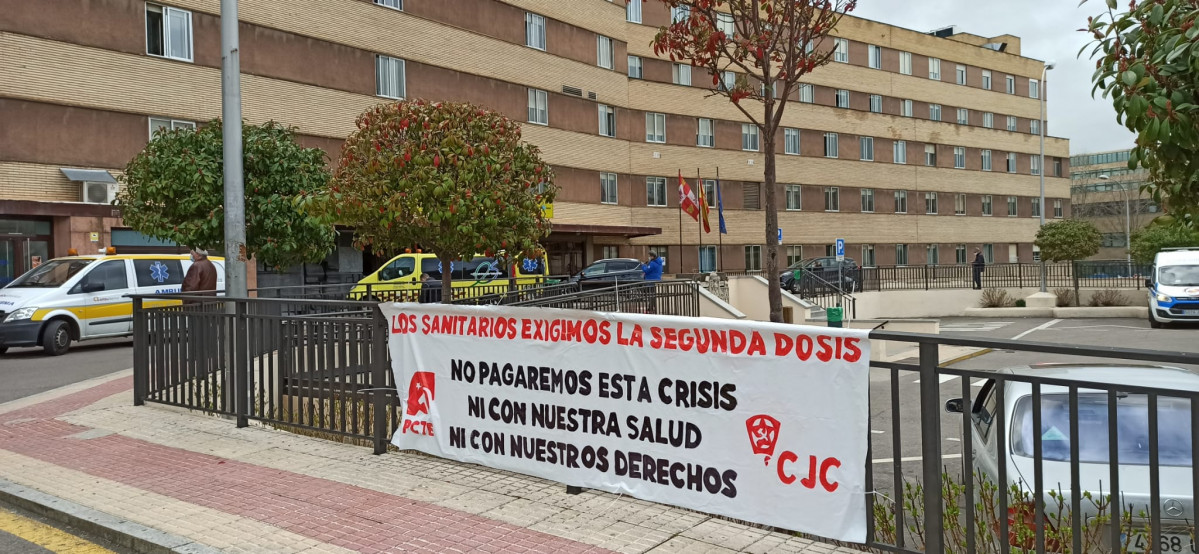 LOS SANITARIOS EXIGIMOS LA SEGUNDA DOSIS
NO PAGAREMOS ESTA CRISIS
NI CON NUESTRA SALUD
NI CON NUESTROS DERECHOS
PCTE
CJC